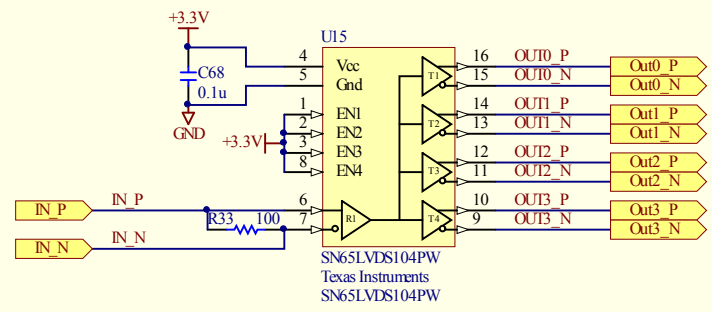 +3.3V
U15
C68
0.1u
GND
4 Vcc
5 Gnd
1 EN1
2 EN2
3 EN3
8 EN4
+3.3V
IN_P IN_P 6
R33 100 7
IN_N IN_N
R1
T1
T2
T3
T4
16 OUT0_P Out0_P
15 OUT0_N Out0_N
14 OUT1_P Out1_P
13 OUT1_N Out1_N
12 OUT2_P Out2_P
11 OUT2_N Out2_N
10 OUT3_P Out3_P
9 OUT3_N Out3_N
SN65LVDS104PW
Texas Instruments
SN65LVDS104PW